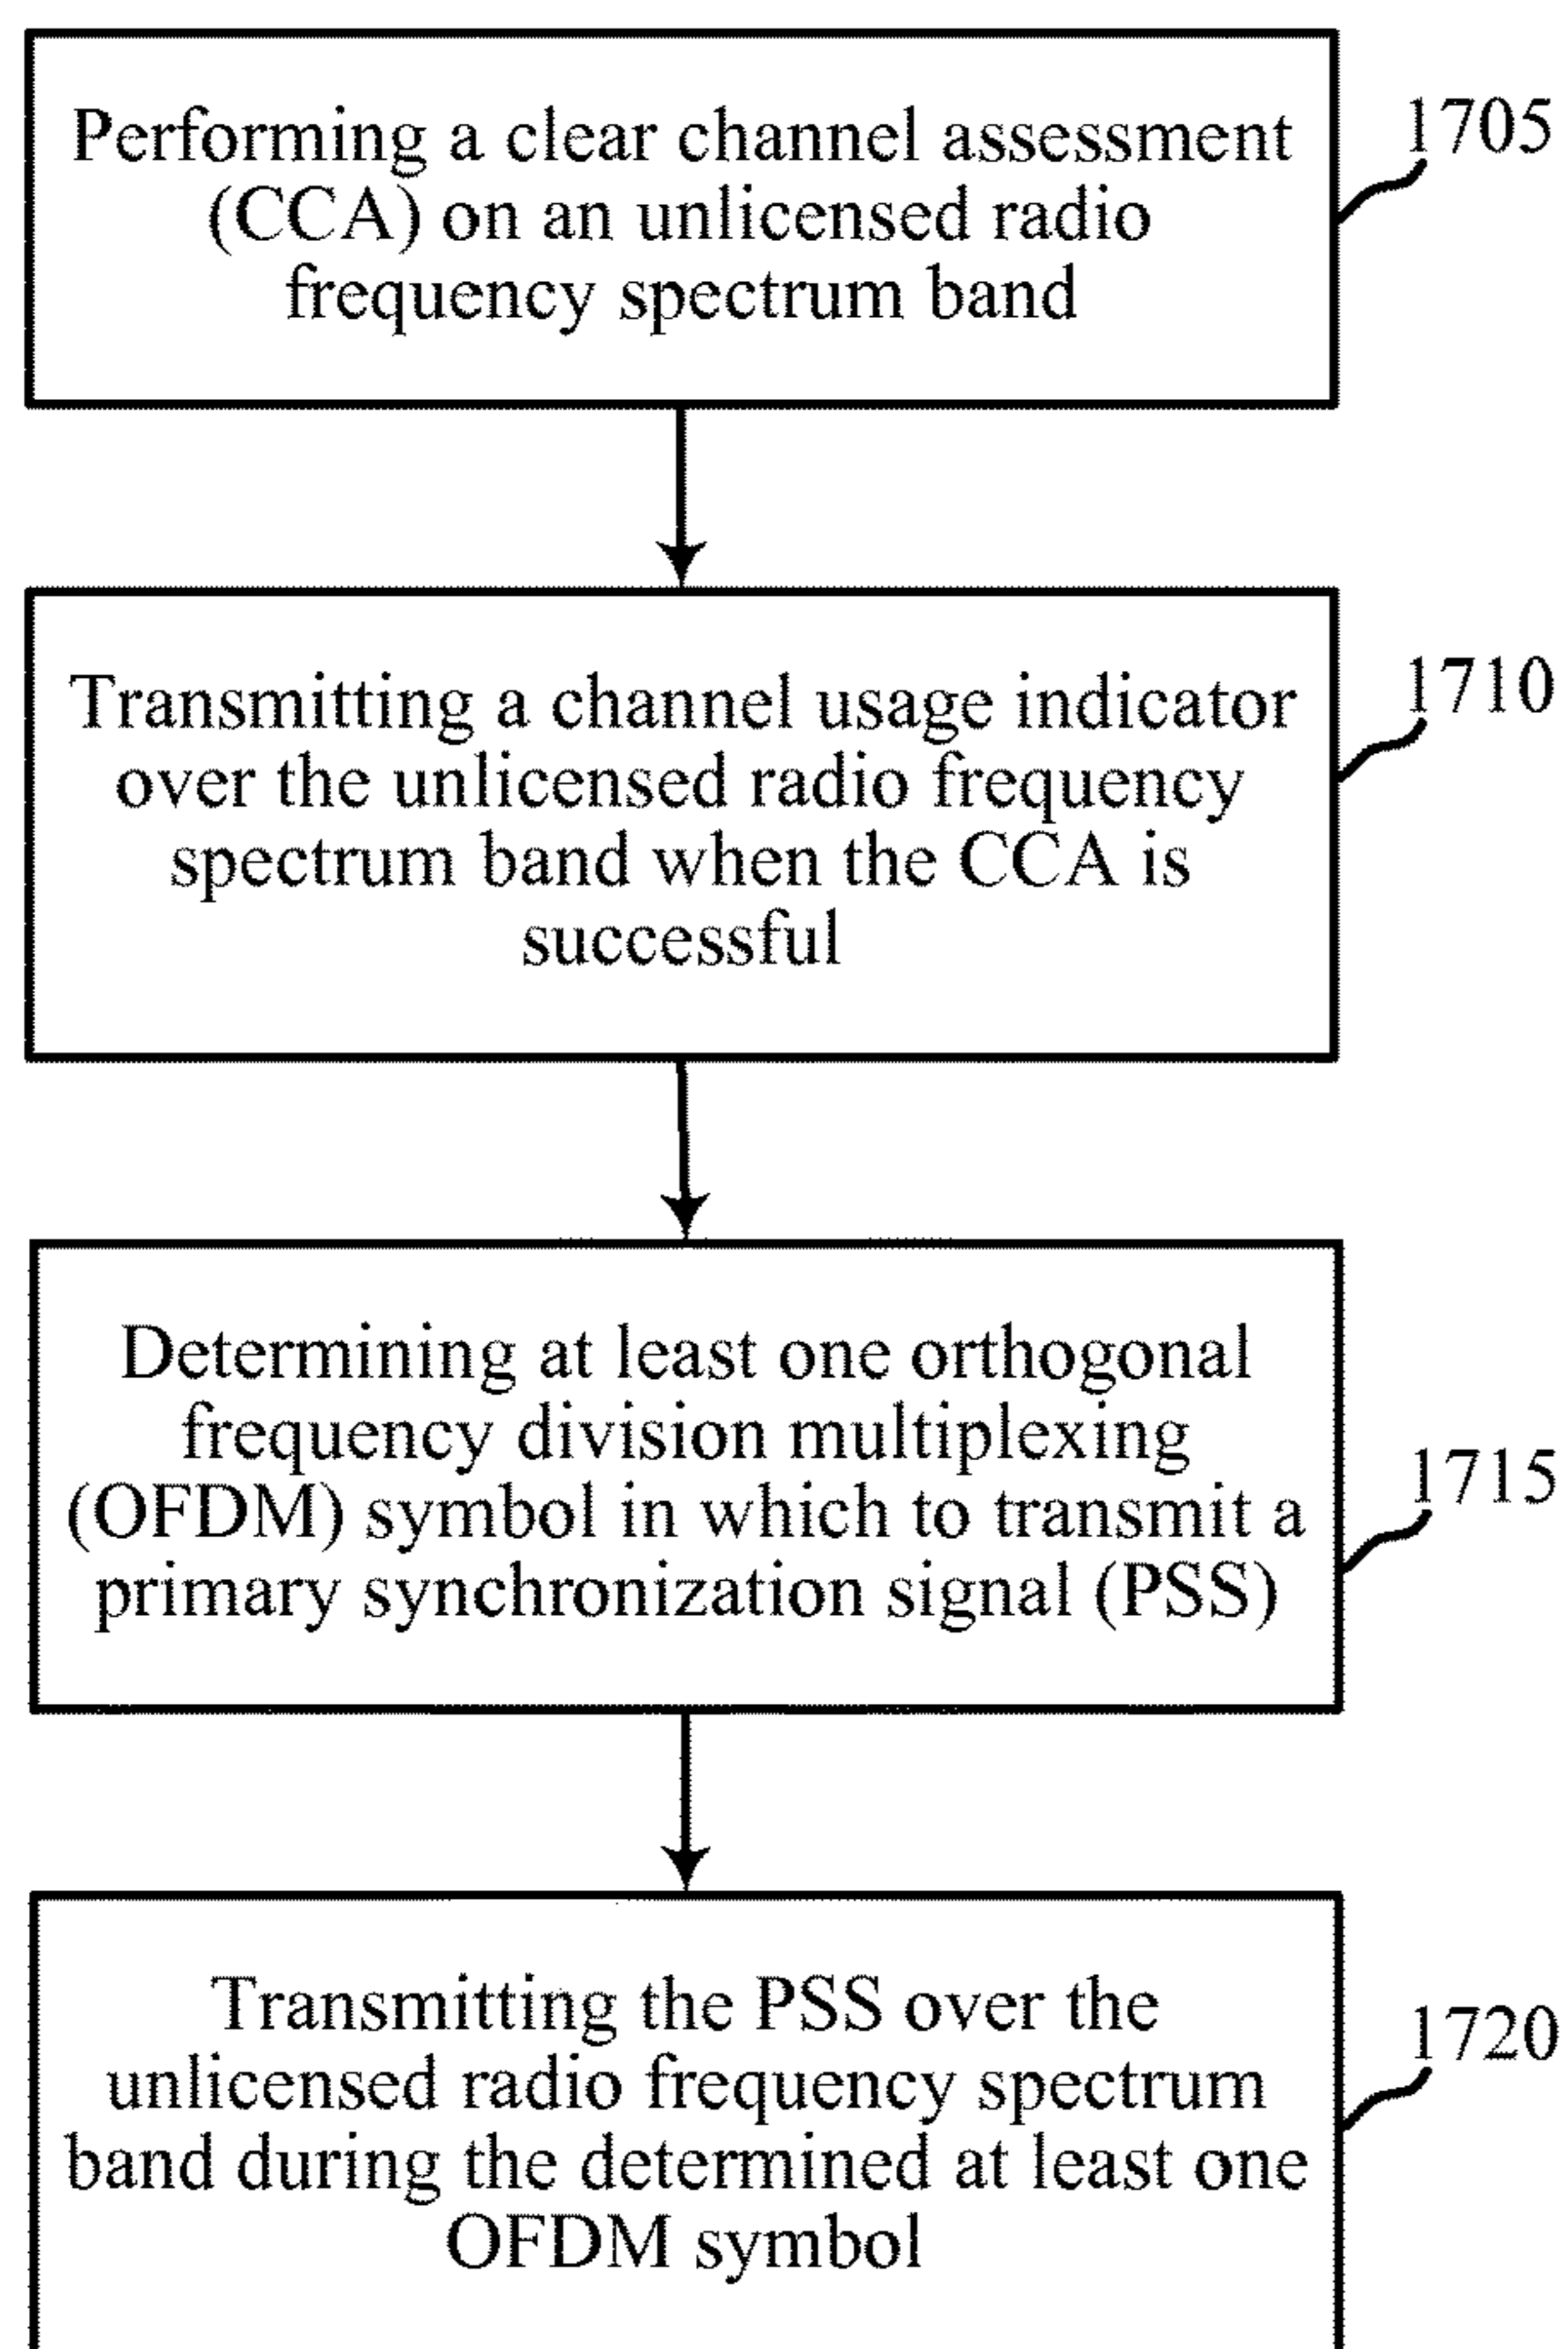 Performing a clear channel assessment
(CCA) on an unlicensed radio
frequency spectrum band
1705
Transmitting a channel usage indicator
over the unlicensed radio frequency
spectrum band when the CCA is
successful
1710
Determining at least one orthogonal
frequency division multiplexing
(OFDM) symbol in which to transmit a
primary synchronization signal (PSS)
1715
Transmitting the PSS over the
unlicensed radio frequency spectrum
band during the determined at least one
OFDM symbol
1720